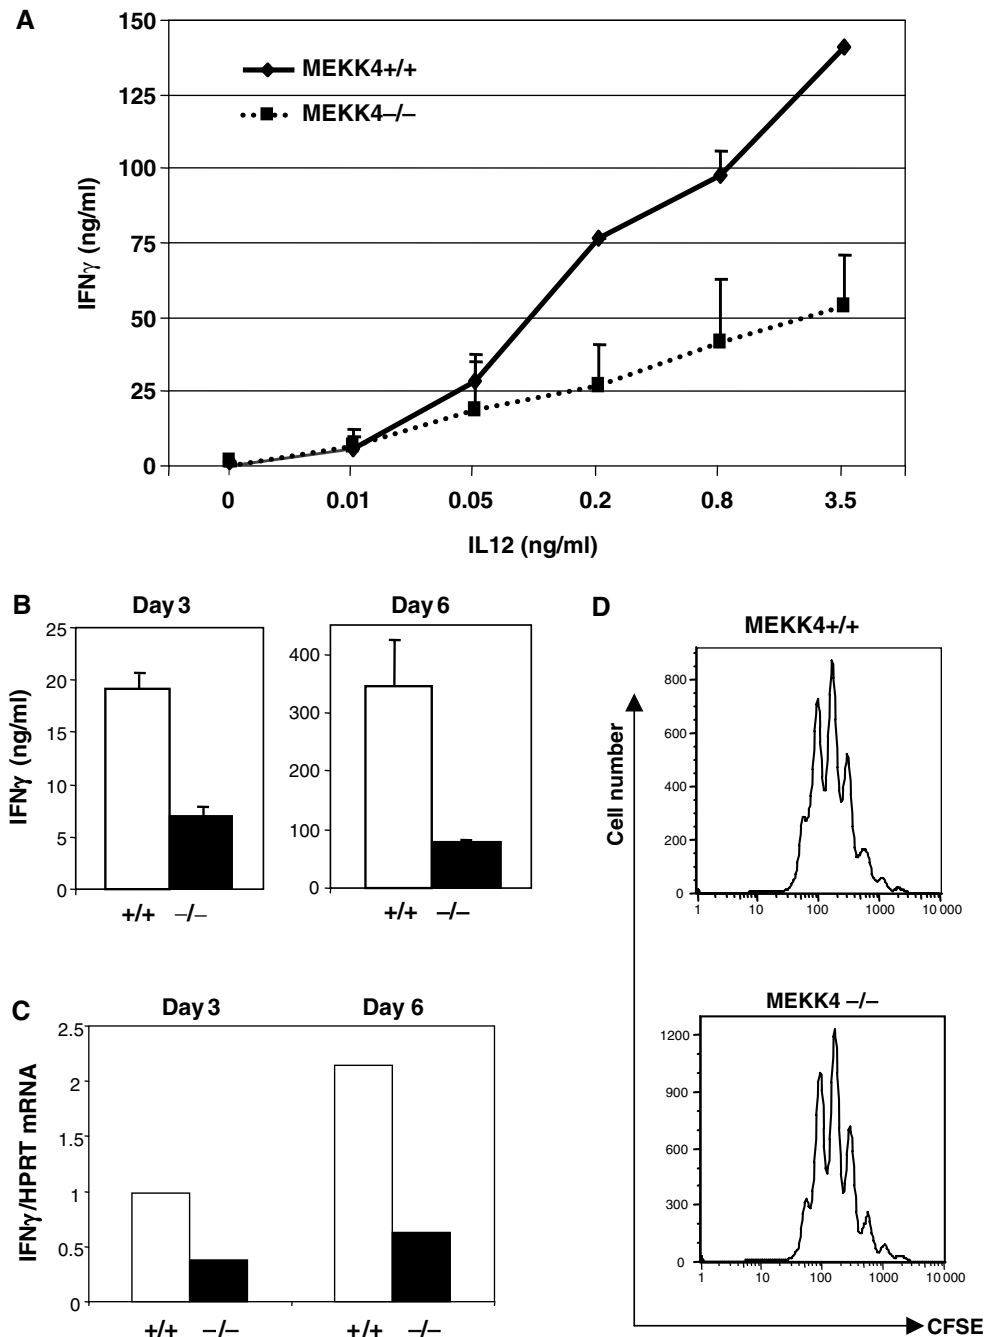 A
150
125
100
75
50
25
0
IFNγ (ng/ml)
MEKK4+/+
MEKK4–/–
0 0.01 0.05 0.2 0.8 3.5
IL12 (ng/ml)
B
Day 3
Day 6
IFNγ (ng/ml)
25
20
15
10
5
0
+/+ –/–
400
300
200
100
0
+/+ –/–
C
Day 3
Day 6
IFNγ/HPRT mRNA
2.5
2
1.5
1
0.5
0
+/+ –/– +/+ –/–
D
MEKK4+/+
Cell number
800
600
400
200
0
1 10 100 1000 10 000
MEKK4 –/–
1200
900
600
300
0
1 10 100 1000 10 000
CFSE